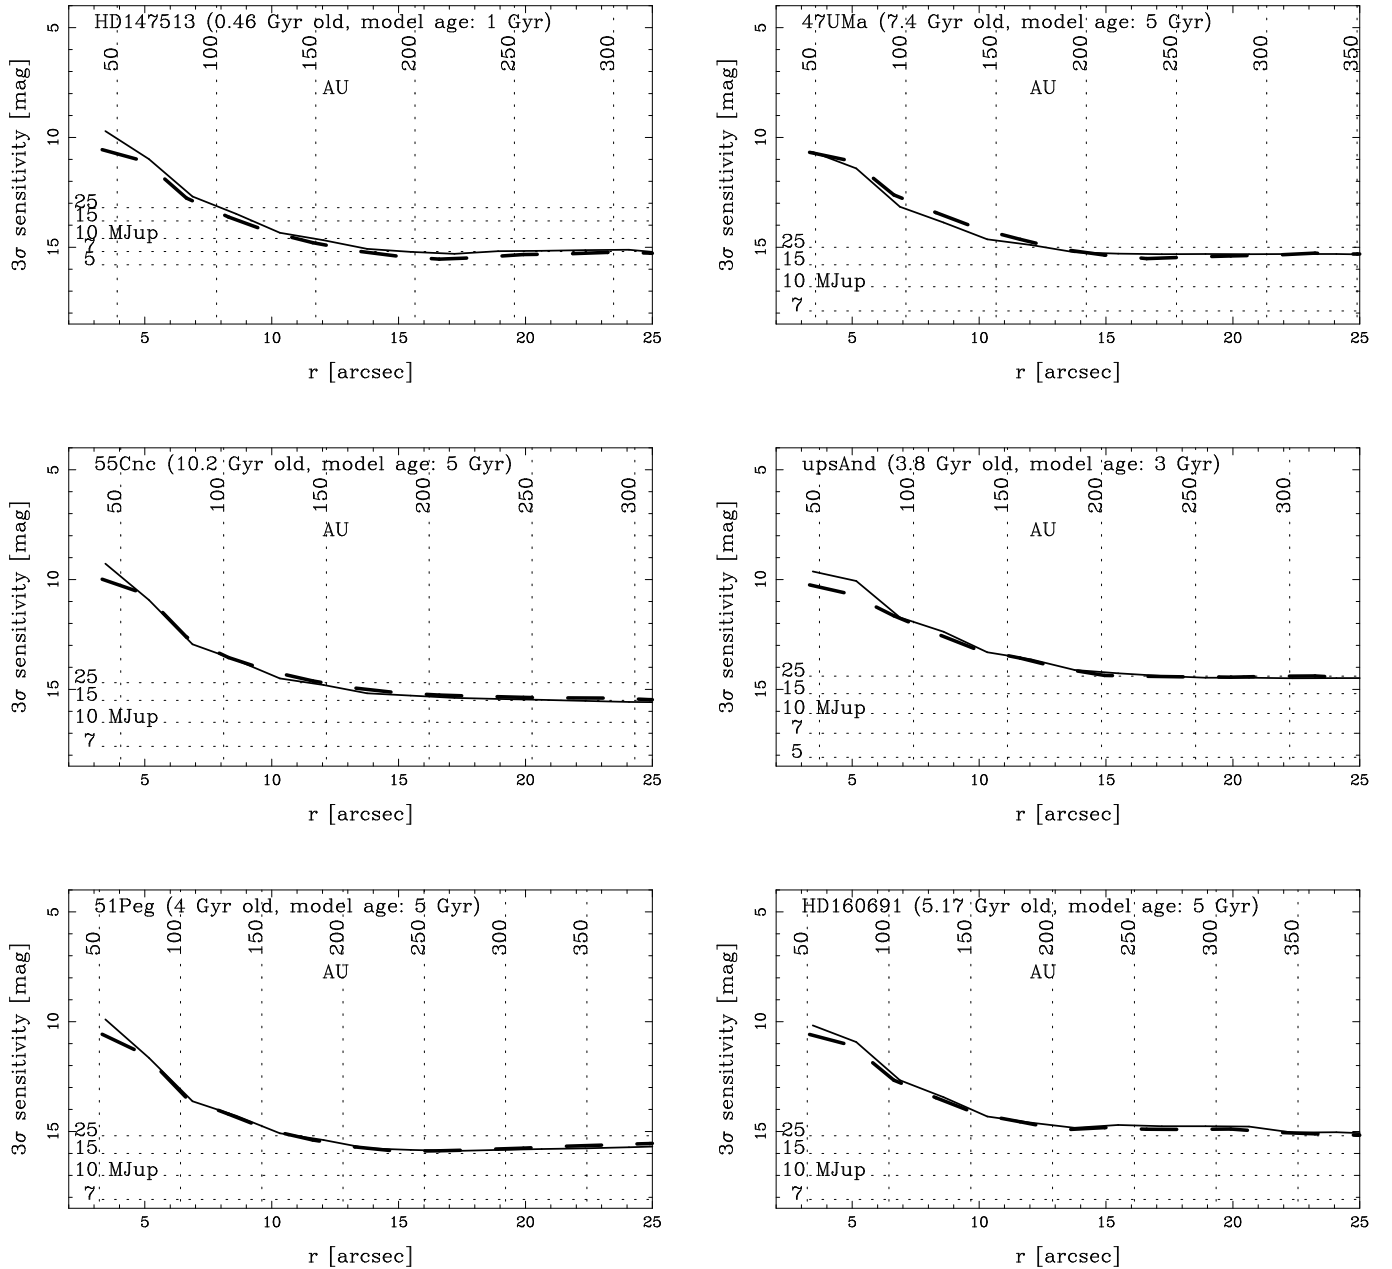 HD147513 (0.46 Gyr old, model age: 1 Gyr)
50 100 150 200 250 300
AU
3σ sensitivity [mag]
5
10
15
25
15
10 MJup
7
5
5 10 15 20 25
r [arcsec]
47UMa (7.4 Gyr old, model age: 5 Gyr)
50 100 150 200 250 300 350
AU
3σ sensitivity [mag]
5
10
15
25
15
10 MJup
7
5 10 15 20 25
r [arcsec]
55Cnc (10.2 Gyr old, model age: 5 Gyr)
50 100 150 200 250 300
AU
3σ sensitivity [mag]
5
10
15
25
15
10 MJup
7
5 10 15 20 25
r [arcsec]
upsAnd (3.8 Gyr old, model age: 3 Gyr)
50 100 150 200 250 300
AU
3σ sensitivity [mag]
5
10
15
25
15
10 MJup
7
5
5 10 15 20 25
r [arcsec]
51Peg (4 Gyr old, model age: 5 Gyr)
50 100 150 200 250 300 350
AU
3σ sensitivity [mag]
5
10
15
25
15
10 MJup
7
5 10 15 20 25
r [arcsec]
HD160691 (5.17 Gyr old, model age: 5 Gyr)
50 100 150 200 250 300 350
AU
3σ sensitivity [mag]
5
10
15
25
15
10 MJup
7
5 10 15 20 25
r [arcsec]